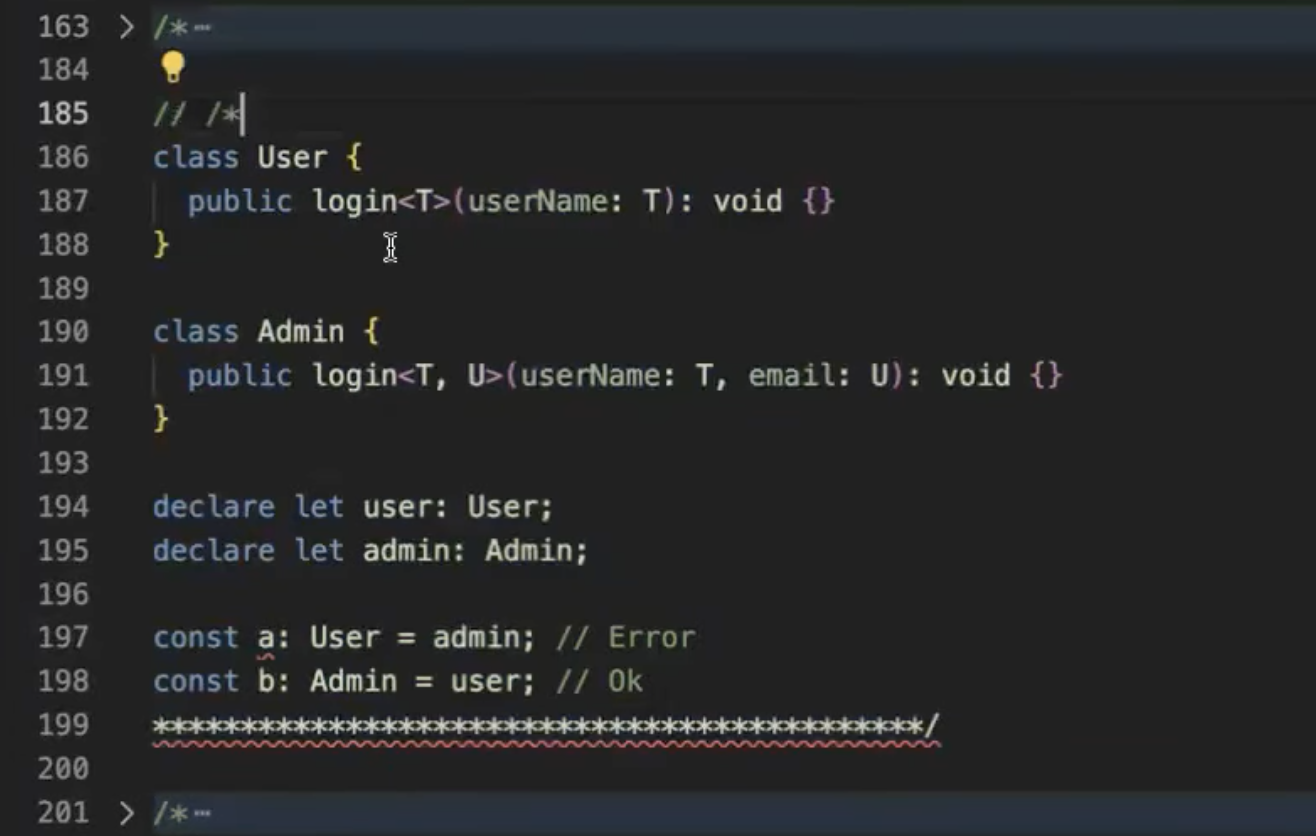 163 > /*⋯
184
185 // /*
186 class User {
187 public login<T>(userName: T): void {}
188 }
189
190 class Admin {
191 public login<T, U>(userName: T, email: U): void {}
192 }
193
194 declare let user: User;
195 declare let admin: Admin;
196
197 const a: User = admin; // Error
198 const b: Admin = user; // Ok
199 ********************************************/
200
201 > /*⋯